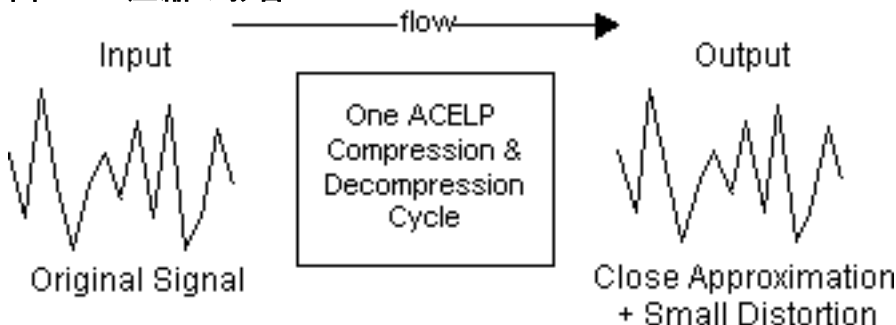 flow
Input
Output
One ACELP
Compression &
Decompression
Cycle
Original Signal
Close Approximation
+ Small Distortion